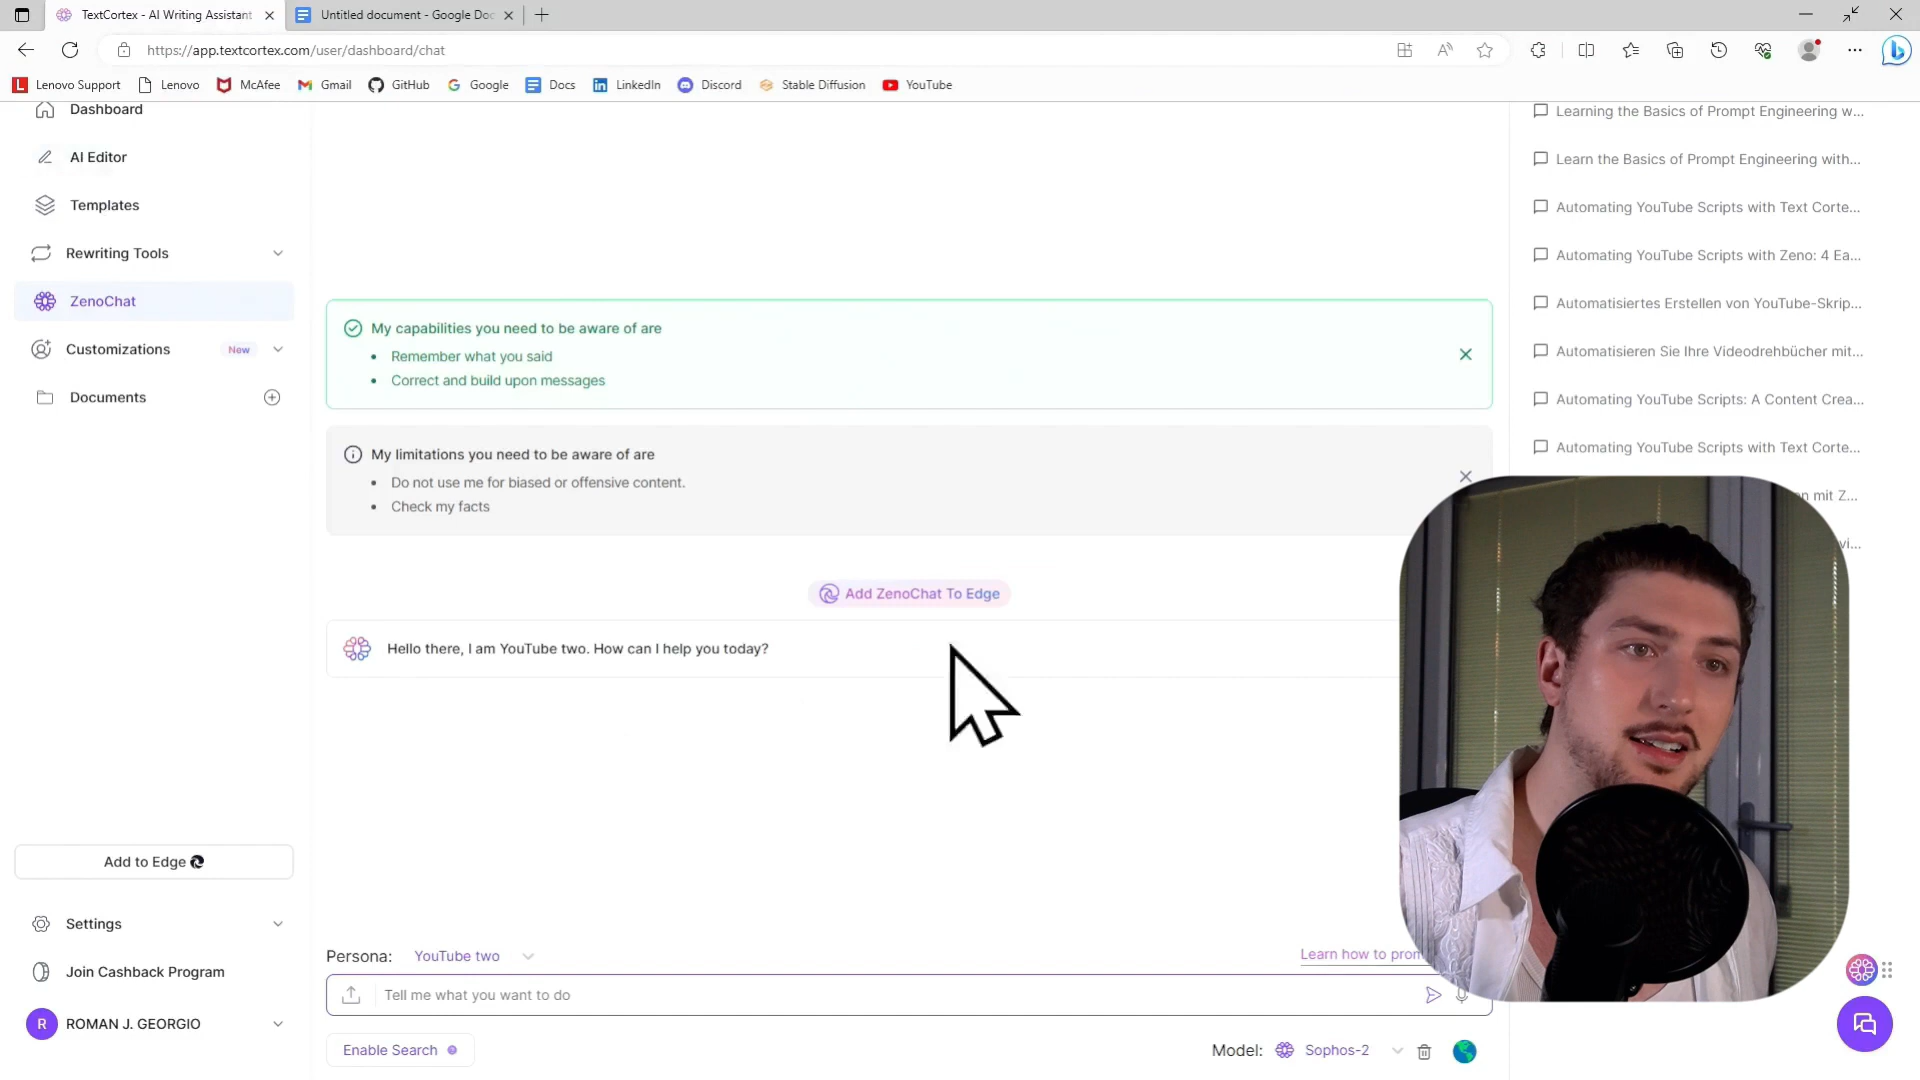 TextCortex - AI Writing Assistant
Untitled document - Google Doc
https://app.textcortex.com/user/dashboard/chat
Lenovo Support
Lenovo
McAfee
Gmail
GitHub
Google
Docs
LinkedIn
Discord
Stable Diffusion
YouTube
Dashboard
AI Editor
Templates
Rewriting Tools
ZenoChat
Customizations
New
Documents
Add to Edge
Settings
Join Cashback Program
R
ROMAN J. GEORGIO
My capabilities you need to be aware of are
• Remember what you said
• Correct and build upon messages
My limitations you need to be aware of are
• Do not use me for biased or offensive content.
• Check my facts
Add ZenoChat To Edge
Hello there, I am YouTube two. How can I help you today?
Persona: YouTube two
Learn how to prom
Tell me what you want to do
Enable Search
Model: Sophos-2
Learning the Basics of Prompt Engineering w...
Learn the Basics of Prompt Engineering with...
Automating YouTube Scripts with Text Corte...
Automating YouTube Scripts with Zeno: 4 Ea...
Automatisiertes Erstellen von YouTube-Skrip...
Automatisieren Sie Ihre Videodrehbücher mit...
Automating YouTube Scripts: A Content Crea...
Automating YouTube Scripts with Text Corte...
n mit Z...
vi...